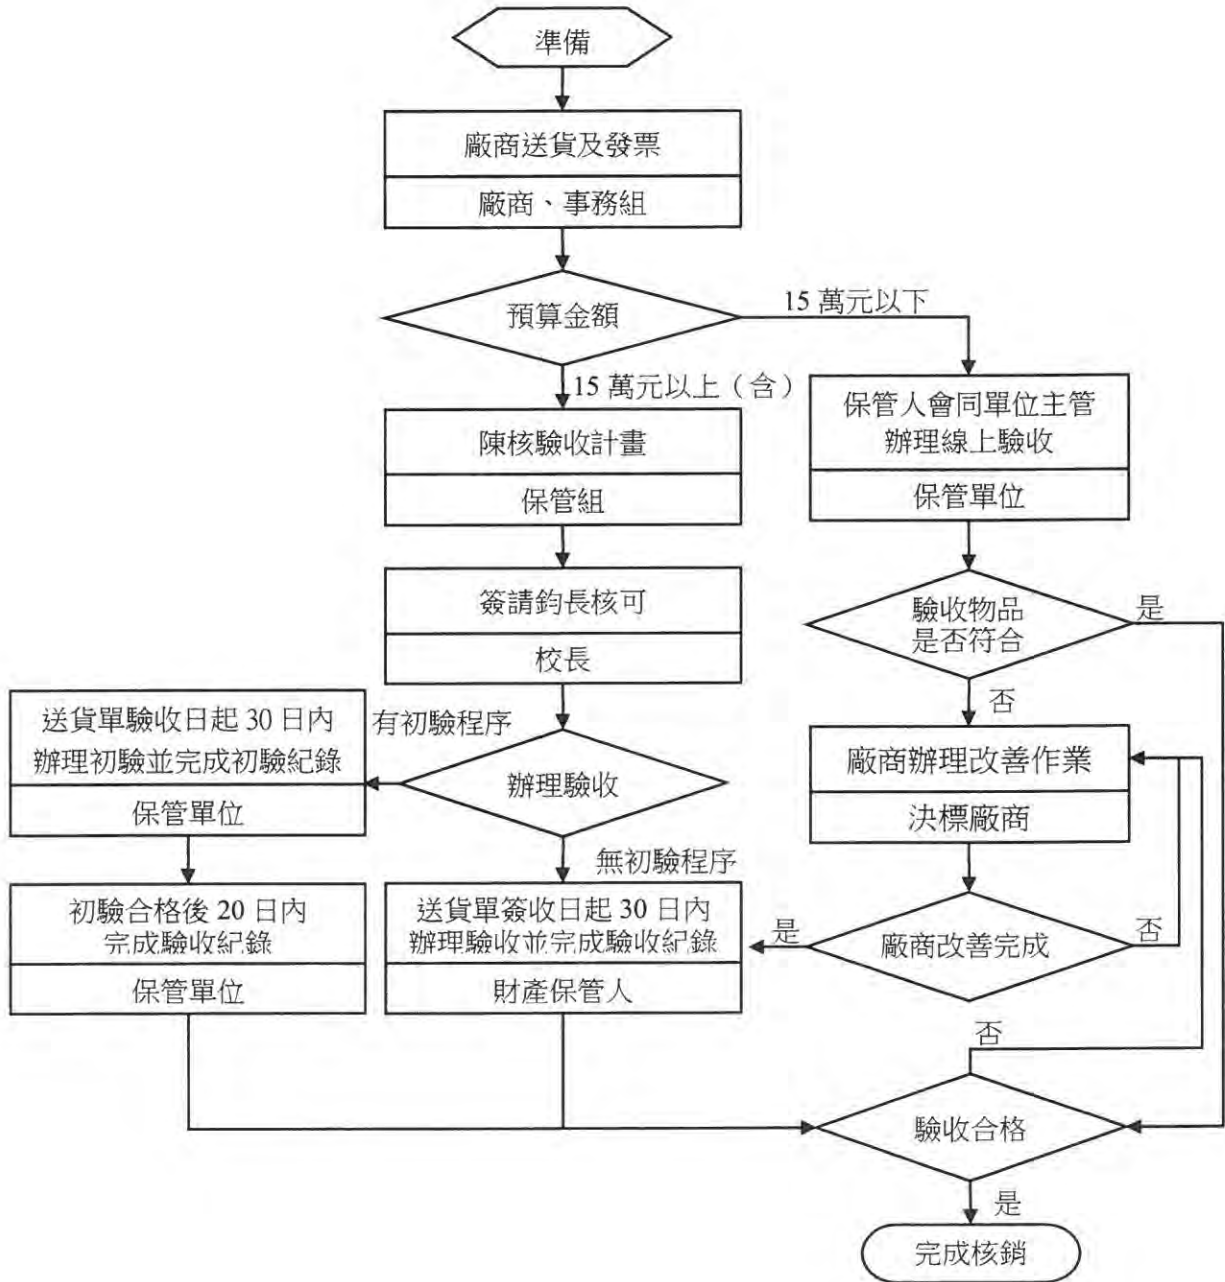 準備
廠商送貨及發票
廠商、事務組
預算金額
15 萬元以下
15 萬元以上（含）
陳核驗收計畫
保管組
保管人會同單位主管
辦理線上驗收
保管單位
簽請鈞長核可
校長
驗收物品
是否符合
是
否
送貨單驗收日起 30 日內
辦理初驗並完成初驗紀錄
保管單位
有初驗程序
辦理驗收
無初驗程序
廠商辦理改善作業
決標廠商
初驗合格後 20 日內
完成驗收紀錄
保管單位
送貨單簽收日起 30 日內
辦理驗收並完成驗收紀錄
財產保管人
是
廠商改善完成
否
否
驗收合格
是
完成核銷